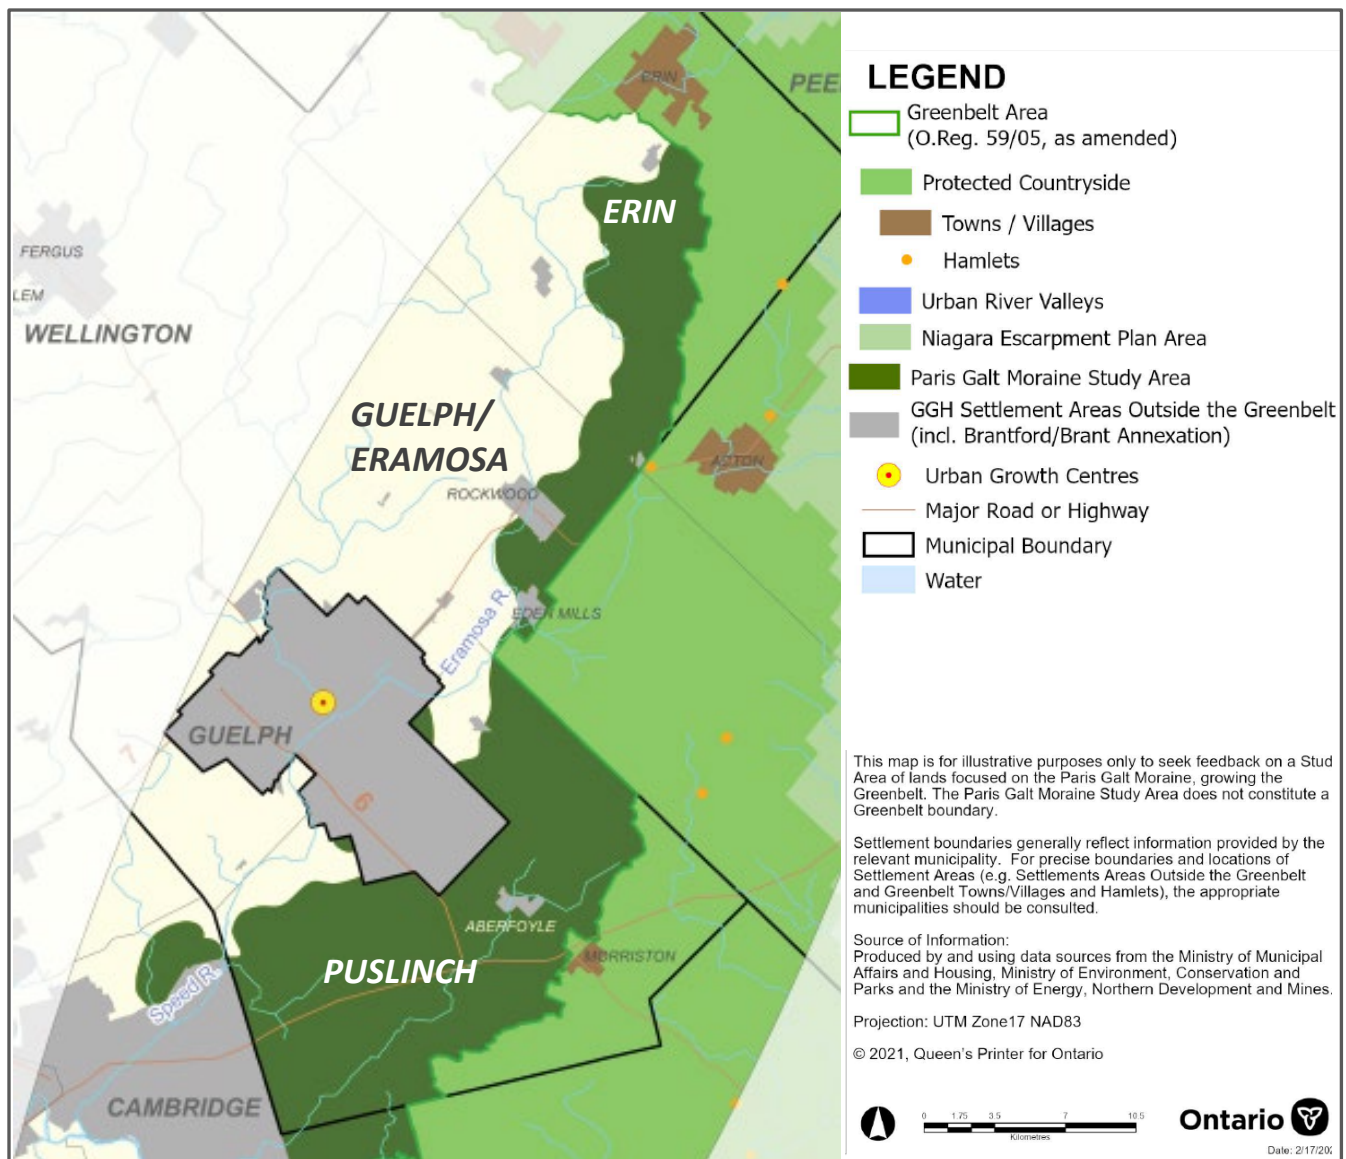 ERIN
PEE
ERIN
FERGUS
LEM
WELLINGTON
GUELPH/
ERAMOSA
ACTON
ROCKWOOD
EDEN MILLS
Eramosa R.
GUELPH
7
6
ABERFOYLE
MORRISTON
PUSLINCH
Speed R.
CAMBRIDGE
LEGEND
Greenbelt Area
(O.Reg. 59/05, as amended)
Protected Countryside
Towns / Villages
Hamlets
Urban River Valleys
Niagara Escarpment Plan Area
Paris Galt Moraine Study Area
GGH Settlement Areas Outside the Greenbelt
(incl. Brantford/Brant Annexation)
Urban Growth Centres
Major Road or Highway
Municipal Boundary
Water
This map is for illustrative purposes only to seek feedback on a Stud
Area of lands focused on the Paris Galt Moraine, growing the
Greenbelt. The Paris Galt Moraine Study Area does not constitute a
Greenbelt boundary.
Settlement boundaries generally reflect information provided by the
relevant municipality. For precise boundaries and locations of
Settlement Areas (e.g. Settlements Areas Outside the Greenbelt
and Greenbelt Towns/Villages and Hamlets), the appropriate
municipalities should be consulted.
Source of Information:
Produced by and using data sources from the Ministry of Municipal
Affairs and Housing, Ministry of Environment, Conservation and
Parks and the Ministry of Energy, Northern Development and Mines.
Projection: UTM Zone17 NAD83
© 2021, Queen's Printer for Ontario
0 1.75 3.5 7 10.5
Kilometres
Ontario
Date: 2/17/202